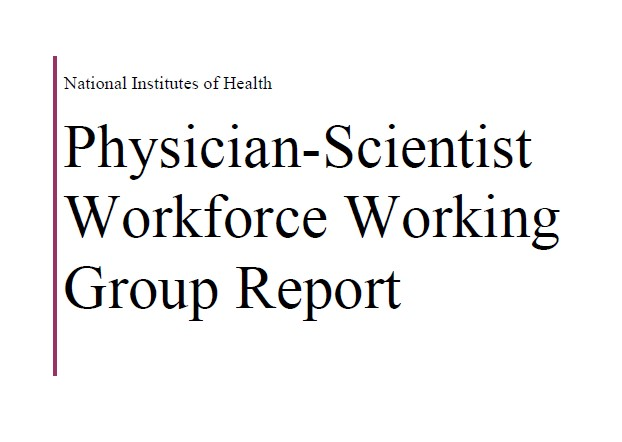 National Institutes of Health
Physician-Scientist
Workforce Working
Group Report